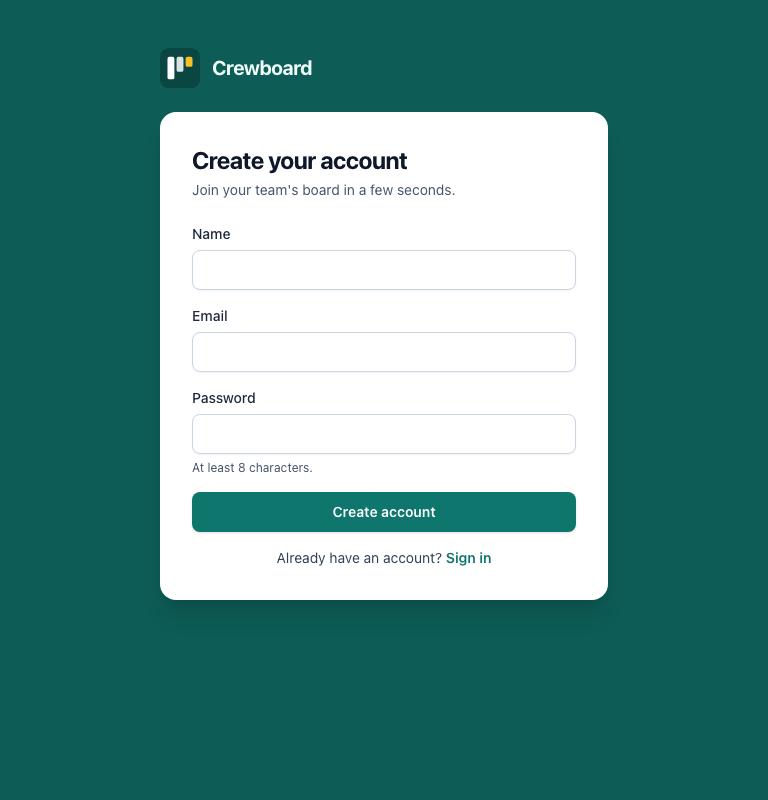 Crewboard
Create your account
Join your team's board in a few seconds.
Name
Email
Password
At least 8 characters.
Create account
Already have an account? Sign in